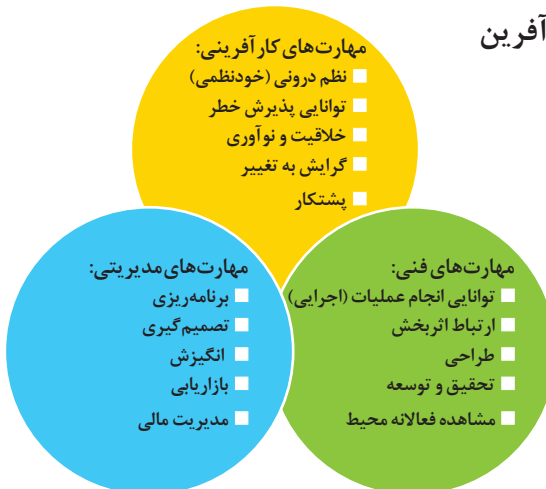 آفرین
مهارت‌های کارآفرینی:
نظم درونی (خودنظمی)
توانایی پذیرش خطر
خلاقیت و نوآوری
گرایش به تغییر
پشتکار
مهارت‌های فنی:
توانایی انجام عملیات (اجرایی)
ارتباط اثربخش
طراحی
تحقیق و توسعه
مشاهده فعالانه محیط
مهارت‌های مدیریتی:
برنامه‌ریزی
تصمیم‌گیری
انگیزش
بازاریابی
مدیریت مالی